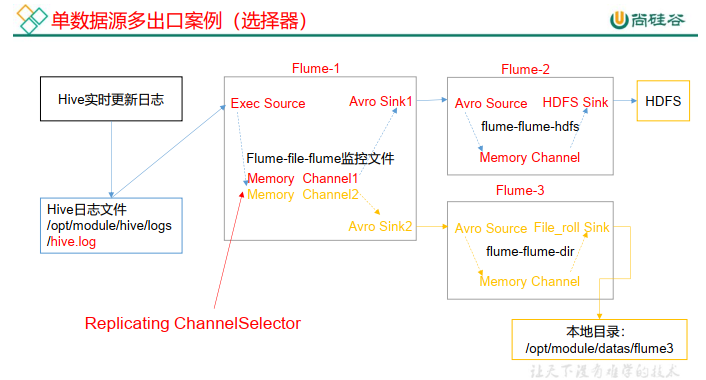 单数据源多出口案例（选择器）
尚硅谷
Flume-1
Flume-2
Hive实时更新日志
Exec Source
Avro Sink1
Avro Source
HDFS Sink
HDFS
flume-flume-hdfs
Flume-file-flume监控文件
Memory Channel
Memory Channel1
Memory Channel2
Flume-3
Hive日志文件
/opt/module/hive/logs
/hive.log
Avro Sink2
Avro Source
File_roll Sink
flume-flume-dir
Memory Channel
Replicating ChannelSelector
本地目录：
/opt/module/datas/flume3
让天下没有难学的技术